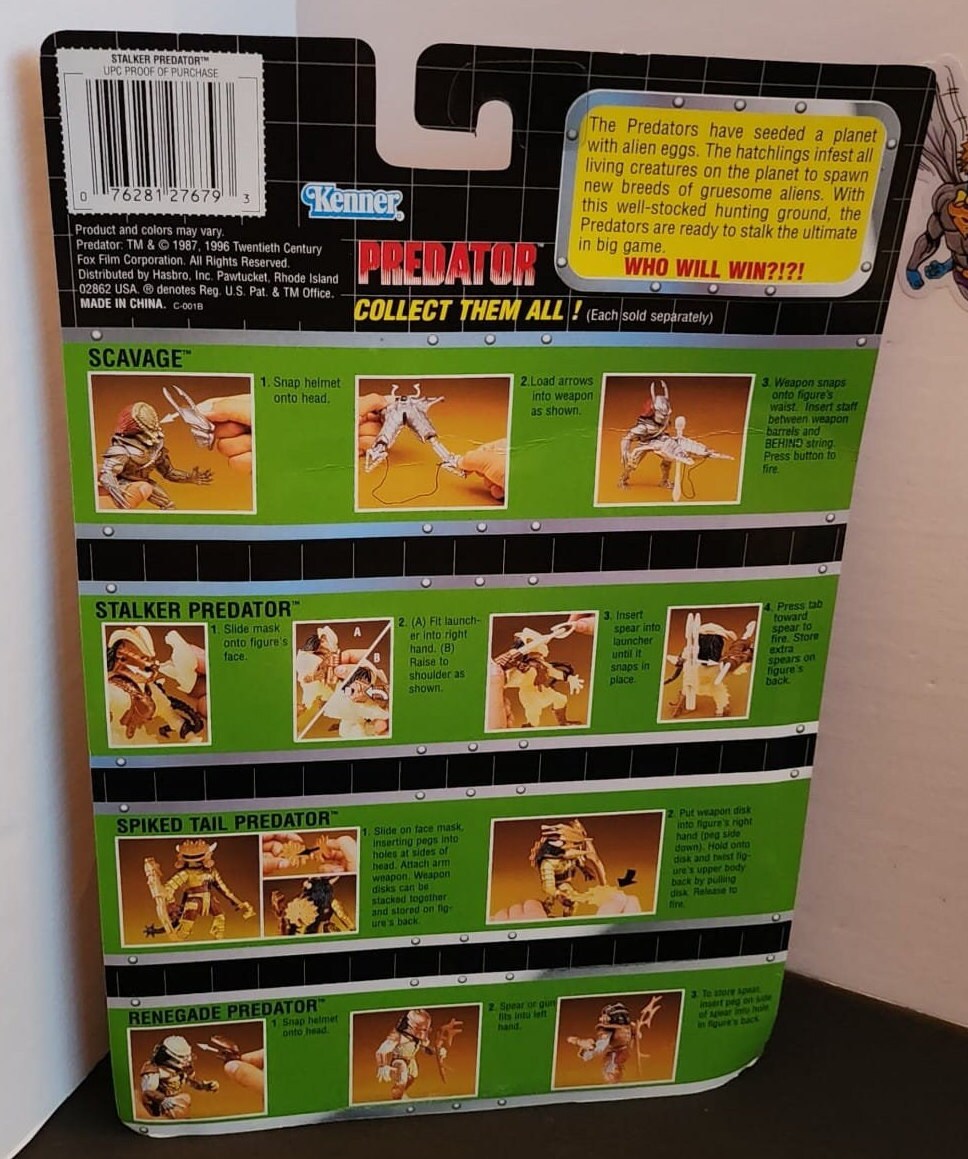 STALKER PREDATOR™
UPC PROOF OF PURCHASE
0 76281 27679 3
Product and colors may vary.
Predator: TM & © 1987, 1996 Twentieth Century
Fox Film Corporation. All Rights Reserved.
Distributed by Hasbro, Inc. Pawtucket, Rhode Island
02862 USA. ® denotes Reg. U.S. Pat. & TM Office.
MADE IN CHINA. C-001B
Kenner
PREDATOR™
COLLECT THEM ALL ! (Each sold separately)
The Predators have seeded a planet
with alien eggs. The hatchlings infest all
living creatures on the planet to spawn
new breeds of gruesome aliens. With
this well-stocked hunting ground, the
Predators are ready to stalk the ultimate
in big game.
WHO WILL WIN?!?!
SCAVAGE™
1. Snap helmet
onto head.
2.Load arrows
into weapon
as shown.
3. Weapon snaps
onto figure's
waist. Insert staff
between weapon
barrels and
BEHIND string.
Press button to
fire.
STALKER PREDATOR™
1. Slide mask
onto figure's
face.
A
B
2. (A) Fit launch-
er into right
hand. (B)
Raise to
shoulder as
shown.
3. Insert
spear into
launcher
until it
snaps in
place.
4. Press tab
toward
spear to
fire. Store
extra
spears on
figure's
back.
SPIKED TAIL PREDATOR™
1. Slide on face mask,
inserting pegs into
holes at sides of
head. Attach arm
weapon. Weapon
disks can be
stacked together
and stored on fig-
ure's back.
2. Put weapon disk
into figure's right
hand (peg side
down). Hold onto
disk and twist fig-
ure's upper body
back by pulling
disk. Release to
fire.
RENEGADE PREDATOR™
1. Snap helmet
onto head.
2. Spear or gun
fits into left
hand.
3. To store spear,
insert peg on side
of spear into hole
in figure's back.